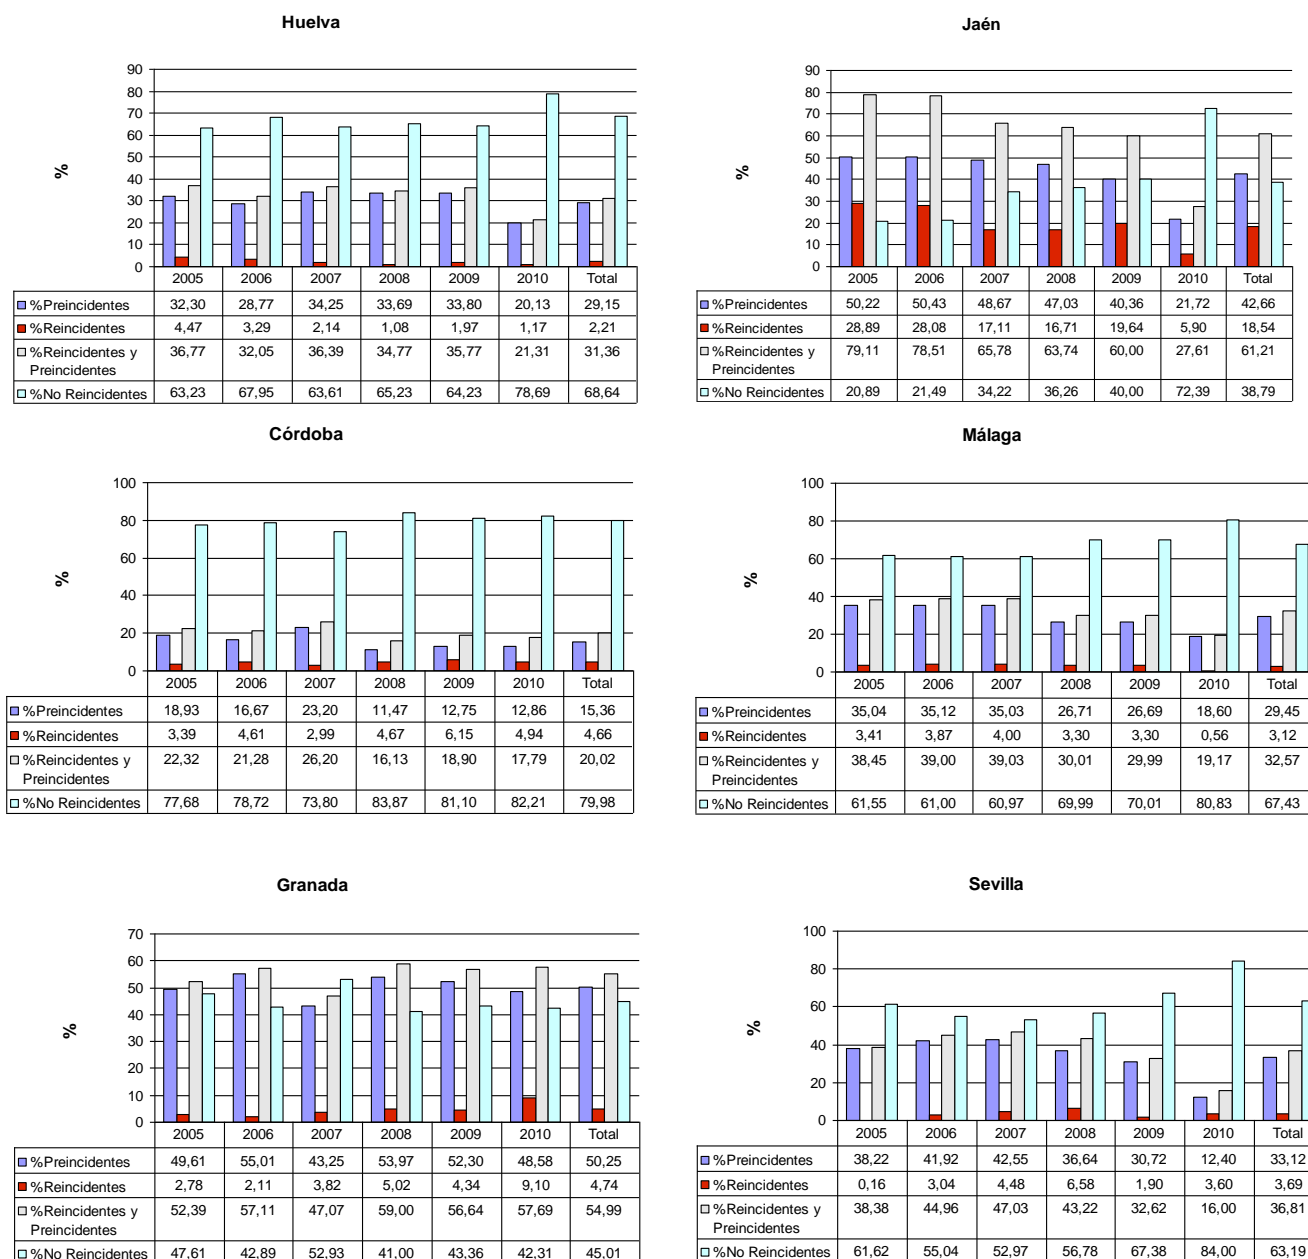 Huelva
%
90
80
70
60
50
40
30
20
10
0
2005 2006 2007 2008 2009 2010 Total
%Preincidentes 32,30 28,77 34,25 33,69 33,80 20,13 29,15
%Reincidentes 4,47 3,29 2,14 1,08 1,97 1,17 2,21
%Reincidentes y 36,77 32,05 36,39 34,77 35,77 21,31 31,36
Preincidentes
%No Reincidentes 63,23 67,95 63,61 65,23 64,23 78,69 68,64
Jaén
%
90
80
70
60
50
40
30
20
10
0
2005 2006 2007 2008 2009 2010 Total
%Preincidentes 50,22 50,43 48,67 47,03 40,36 21,72 42,66
%Reincidentes 28,89 28,08 17,11 16,71 19,64 5,90 18,54
%Reincidentes y 79,11 78,51 65,78 63,74 60,00 27,61 61,21
Preincidentes
%No Reincidentes 20,89 21,49 34,22 36,26 40,00 72,39 38,79
Córdoba
%
100
80
60
40
20
0
2005 2006 2007 2008 2009 2010 Total
%Preincidentes 18,93 16,67 23,20 11,47 12,75 12,86 15,36
%Reincidentes 3,39 4,61 2,99 4,67 6,15 4,94 4,66
%Reincidentes y 22,32 21,28 26,20 16,13 18,90 17,79 20,02
Preincidentes
%No Reincidentes 77,68 78,72 73,80 83,87 81,10 82,21 79,98
Málaga
%
100
80
60
40
20
0
2005 2006 2007 2008 2009 2010 Total
%Preincidentes 35,04 35,12 35,03 26,71 26,69 18,60 29,45
%Reincidentes 3,41 3,87 4,00 3,30 3,30 0,56 3,12
%Reincidentes y 38,45 39,00 39,03 30,01 29,99 19,17 32,57
Preincidentes
%No Reincidentes 61,55 61,00 60,97 69,99 70,01 80,83 67,43
Granada
%
70
60
50
40
30
20
10
0
2005 2006 2007 2008 2009 2010 Total
%Preincidentes 49,61 55,01 43,25 53,97 52,30 48,58 50,25
%Reincidentes 2,78 2,11 3,82 5,02 4,34 9,10 4,74
%Reincidentes y 52,39 57,11 47,07 59,00 56,64 57,69 54,99
Preincidentes
%No Reincidentes 47,61 42,89 52,93 41,00 43,36 42,31 45,01
Sevilla
%
100
80
60
40
20
0
2005 2006 2007 2008 2009 2010 Total
%Preincidentes 38,22 41,92 42,55 36,64 30,72 12,40 33,12
%Reincidentes 0,16 3,04 4,48 6,58 1,90 3,60 3,69
%Reincidentes y 38,38 44,96 47,03 43,22 32,62 16,00 36,81
Preincidentes
%No Reincidentes 61,62 55,04 52,97 56,78 67,38 84,00 63,19